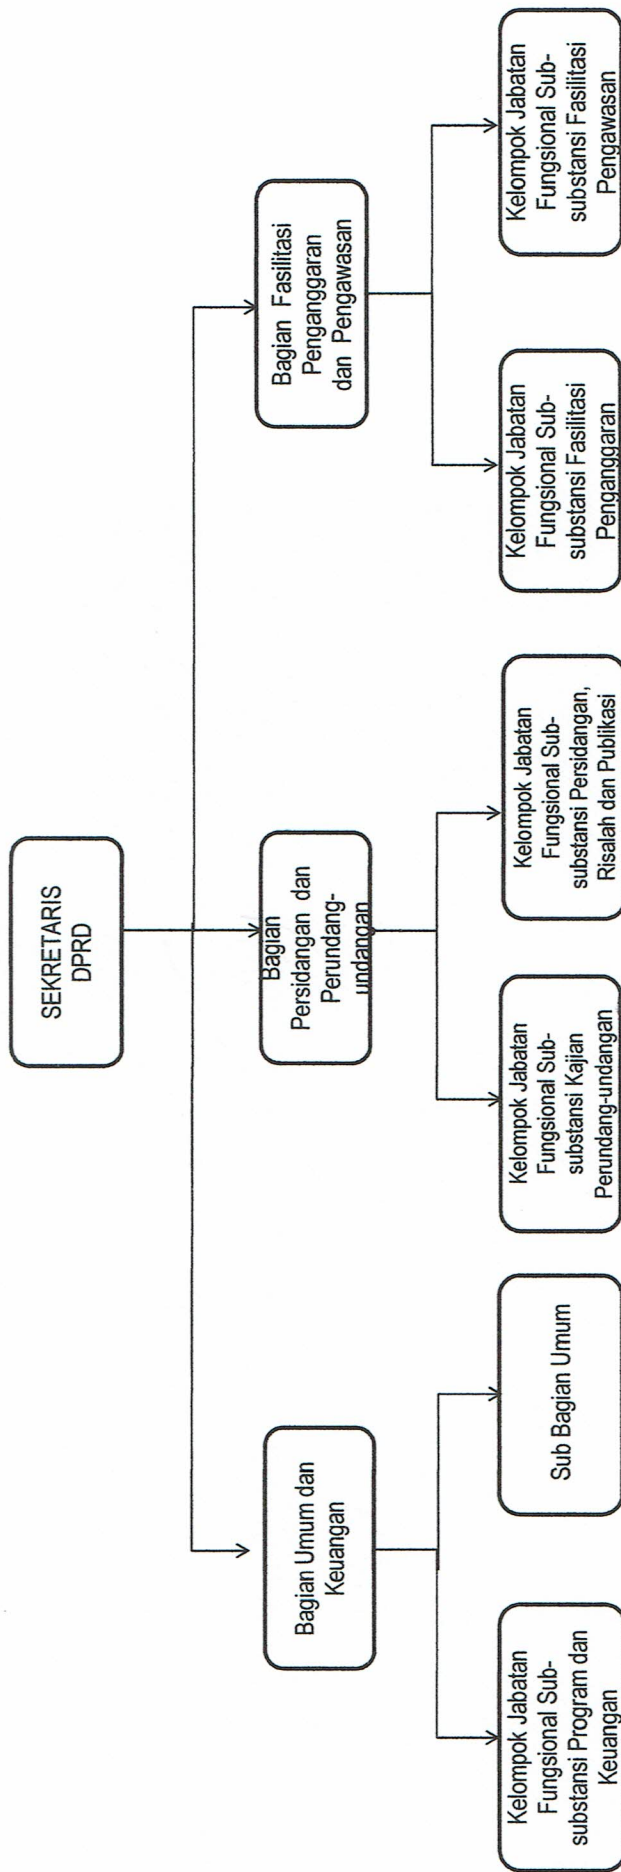 SEKRETARIS
DPRD
Bagian Umum dan
Keuangan
Bagian
Persidangan dan
Perundang-
undangan
Bagian Fasilitasi
Penganggaran
dan Pengawasan
Kelompok Jabatan
Fungsional Sub-
substansi Program dan
Keuangan
Sub Bagian Umum
Kelompok Jabatan
Fungsional Sub-
substansi Kajian
Perundang-undangan
Kelompok Jabatan
Fungsional Sub-
substansi Persidangan,
Risalah dan Publikasi
Kelompok Jabatan
Fungsional Sub-
substansi Fasilitasi
Penganggaran
Kelompok Jabatan
Fungsional Sub-
substansi Fasilitasi
Pengawasan